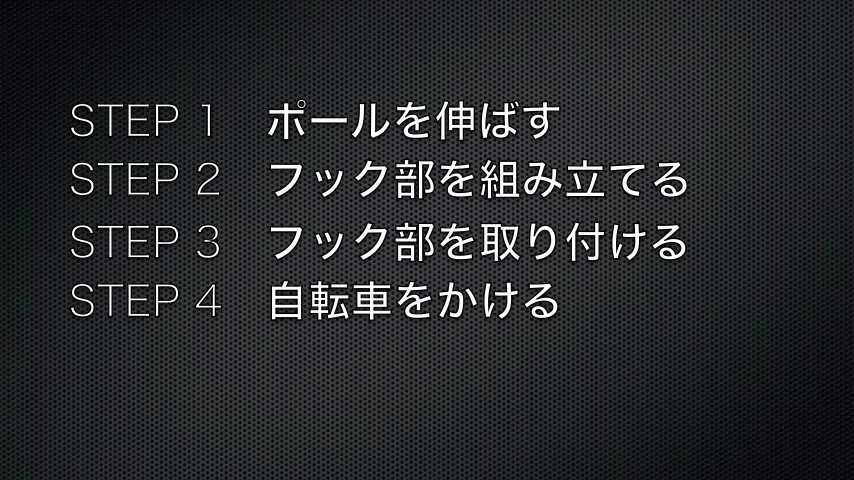 STEP 1 ポールを伸ばす
STEP 2 フック部を組み立てる
STEP 3 フック部を取り付ける
STEP 4 自転車をかける